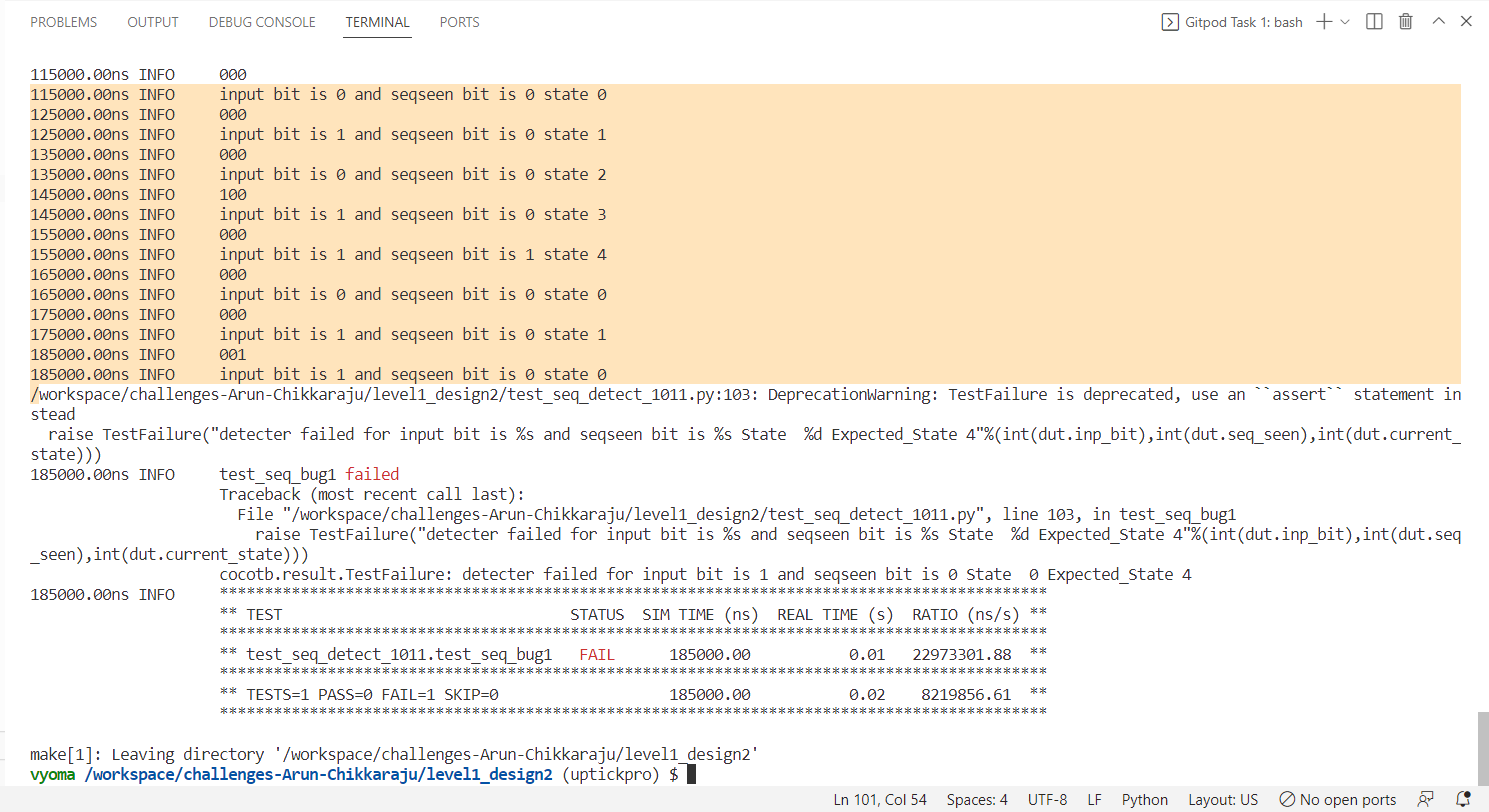 PROBLEMS OUTPUT DEBUG CONSOLE TERMINAL PORTS Gitpod Task 1: bash
115000.00ns INFO 000
115000.00ns INFO input bit is 0 and seqseen bit is 0 state 0
125000.00ns INFO 000
125000.00ns INFO input bit is 1 and seqseen bit is 0 state 1
135000.00ns INFO 000
135000.00ns INFO input bit is 0 and seqseen bit is 0 state 2
145000.00ns INFO 100
145000.00ns INFO input bit is 1 and seqseen bit is 0 state 3
155000.00ns INFO 000
155000.00ns INFO input bit is 1 and seqseen bit is 1 state 4
165000.00ns INFO 000
165000.00ns INFO input bit is 0 and seqseen bit is 0 state 0
175000.00ns INFO 000
175000.00ns INFO input bit is 1 and seqseen bit is 0 state 1
185000.00ns INFO 001
185000.00ns INFO input bit is 1 and seqseen bit is 0 state 0
/workspace/challenges-Arun-Chikkaraju/level1_design2/test_seq_detect_1011.py:103: DeprecationWarning: TestFailure is deprecated, use an ``assert`` statement in
stead
raise TestFailure("detecter failed for input bit is %s and seqseen bit is %s State  %d Expected_State 4"%(int(dut.inp_bit),int(dut.seq_seen),int(dut.current_
state)))
185000.00ns INFO test_seq_bug1 failed
Traceback (most recent call last):
File "/workspace/challenges-Arun-Chikkaraju/level1_design2/test_seq_detect_1011.py", line 103, in test_seq_bug1
raise TestFailure("detecter failed for input bit is %s and seqseen bit is %s State  %d Expected_State 4"%(int(dut.inp_bit),int(dut.seq
_seen),int(dut.current_state)))
cocotb.result.TestFailure: detecter failed for input bit is 1 and seqseen bit is 0 State  0 Expected_State 4
185000.00ns INFO ********************************************************************************************
** TEST STATUS SIM TIME (ns) REAL TIME (s) RATIO (ns/s) **
********************************************************************************************
** test_seq_detect_1011.test_seq_bug1 FAIL 185000.00 0.01 22973301.88 **
********************************************************************************************
** TESTS=1 PASS=0 FAIL=1 SKIP=0 185000.00 0.02 8219856.61 **
********************************************************************************************
make[1]: Leaving directory '/workspace/challenges-Arun-Chikkaraju/level1_design2'
vyoma /workspace/challenges-Arun-Chikkaraju/level1_design2 (uptickpro) $
Ln 101, Col 54 Spaces: 4 UTF-8 LF Python Layout: US No open ports